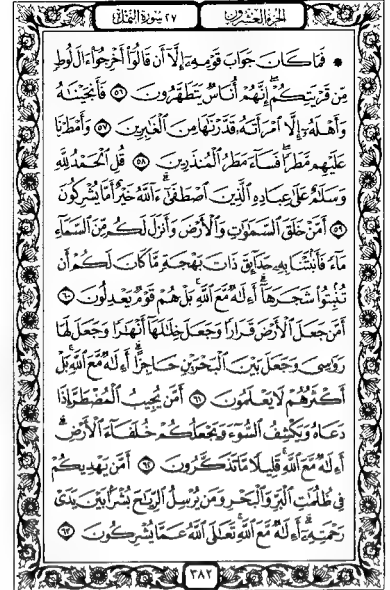 الجزء العشرون
٢٧ سورة النمل
۞ فَمَا كَانَ جَوَابَ قَوْمِهِۦٓ إِلَّآ أَن قَالُوٓا۟ أَخْرِجُوٓا۟ ءَالَ لُوطٍ
مِّن قَرْيَتِكُمْ ۖ إِنَّهُمْ أُنَاسٌ يَتَطَهَّرُونَ ٥٦ فَأَنجَيْنَٰهُ
وَأَهْلَهُۥٓ إِلَّا ٱمْرَأَتَهُۥ قَدَّرْنَٰهَا مِنَ ٱلْغَٰبِرِينَ ٥٧ وَأَمْطَرْنَا
عَلَيْهِم مَّطَرًا ۖ فَسَآءَ مَطَرُ ٱلْمُنذَرِينَ ٥٨ قُلِ ٱلْحَمْدُ لِلَّهِ
وَسَلَٰمٌ عَلَىٰ عِبَادِهِ ٱلَّذِينَ ٱصْطَفَىٰٓ ۗ ءَآللَّهُ خَيْرٌ أَمَّا يُشْرِكُونَ
٥٩ أَمَّنْ خَلَقَ ٱلسَّمَٰوَٰتِ وَٱلْأَرْضَ وَأَنزَلَ لَكُم مِّنَ ٱلسَّمَآءِ
مَآءً فَأَنۢبَتْنَا بِهِۦ حَدَآئِقَ ذَاتَ بَهْجَةٍ مَّا كَانَ لَكُمْ أَن
تُنۢبِتُوا۟ شَجَرَهَآ ۗ أَءِلَٰهٌ مَّعَ ٱللَّهِ ۚ بَلْ هُمْ قَوْمٌ يَعْدِلُونَ ٦٠
أَمَّن جَعَلَ ٱلْأَرْضَ قَرَارًا وَجَعَلَ خِلَٰلَهَآ أَنْهَٰرًا وَجَعَلَ لَهَا
رَوَٰسِىَ وَجَعَلَ بَيْنَ ٱلْبَحْرَيْنِ حَاجِزًا ۗ أَءِلَٰهٌ مَّعَ ٱللَّهِ ۚ بَلْ
أَكْثَرُهُمْ لَا يَعْلَمُونَ ٦١ أَمَّن يُجِيبُ ٱلْمُضْطَرَّ إِذَا
دَعَاهُ وَيَكْشِفُ ٱلسُّوٓءَ وَيَجْعَلُكُمْ خُلَفَآءَ ٱلْأَرْضِ ۗ
أَءِلَٰهٌ مَّعَ ٱللَّهِ ۚ قَلِيلًا مَّا تَذَكَّرُونَ ٦٢ أَمَّن يَهْدِيكُمْ
فِى ظُلُمَٰتِ ٱلْبَرِّ وَٱلْبَحْرِ وَمَن يُرْسِلُ ٱلرِّيَٰحَ بُشْرًۢا بَيْنَ يَدَىْ
رَحْمَتِهِۦٓ ۗ أَءِلَٰهٌ مَّعَ ٱللَّهِ ۚ تَعَٰلَى ٱللَّهُ عَمَّا يُشْرِكُونَ ٦٣
٣٨٢